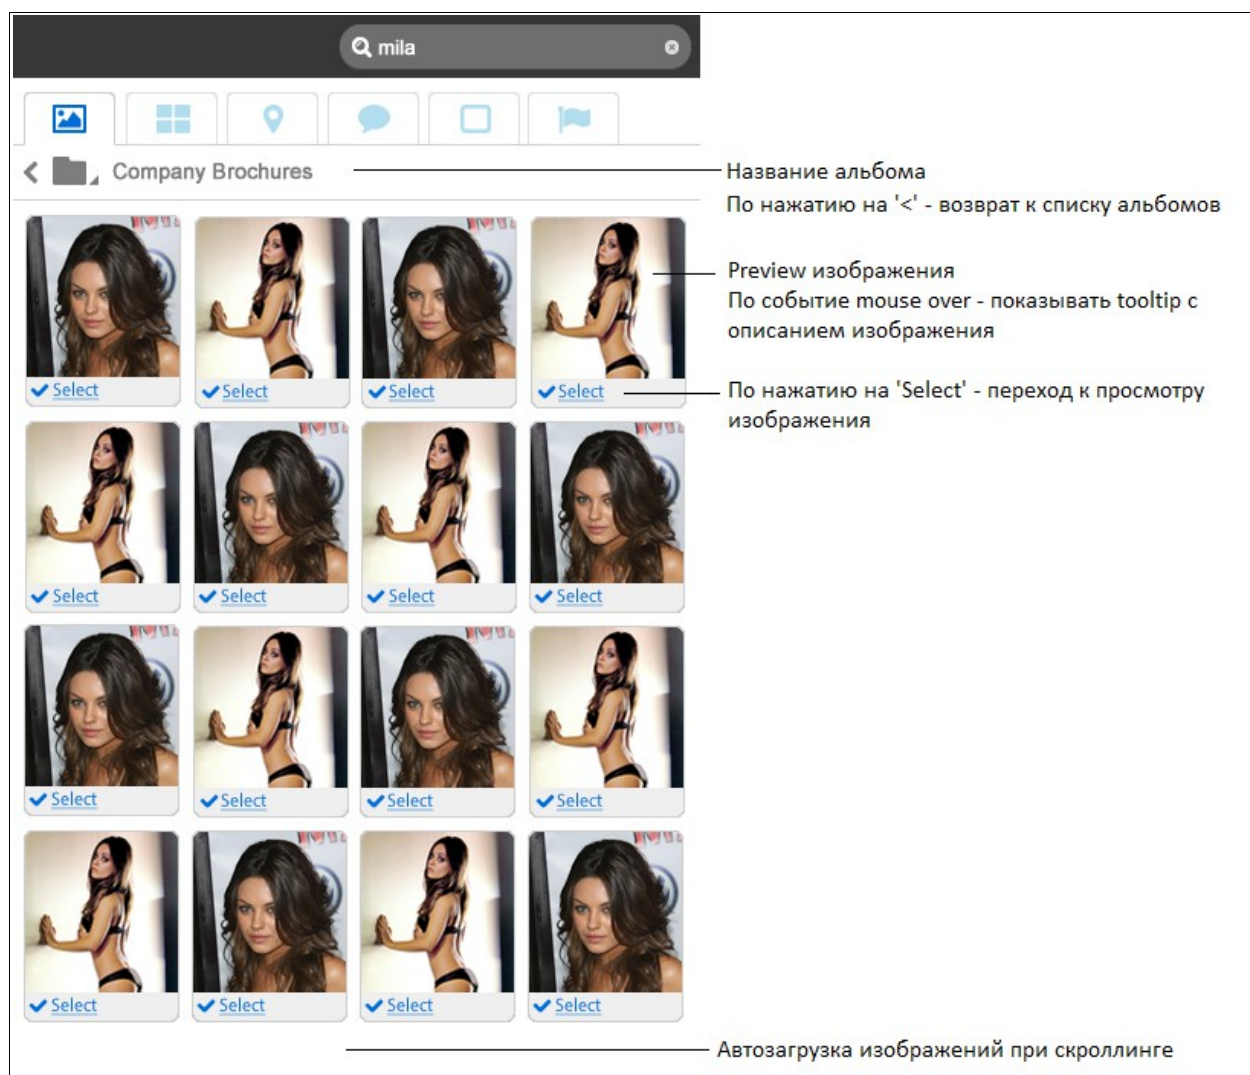 mila
Company Brochures
Название альбома
По нажатию на '<' - возврат к списку альбомов
Preview изображения
По событие mouse over - показывать tooltip с
описанием изображения
Select Select Select Select
По нажатию на 'Select' - переход к просмотру
изображения
Select Select Select Select
Select Select Select Select
Select Select Select Select
Автозагрузка изображений при скроллинге